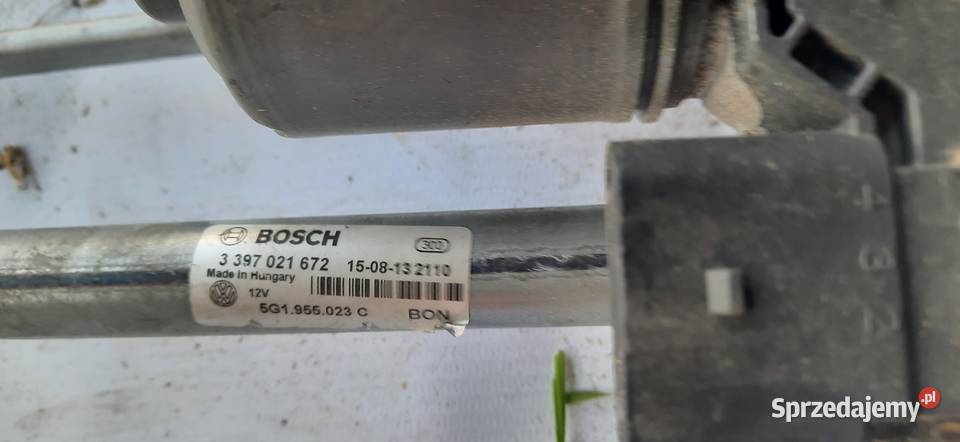 BOSCH
300
3 397 021 672 15-08-13 2110
Made in Hungary
12V
5G1.955.023 C BON
4
3
2
Sprzedajemy.pl